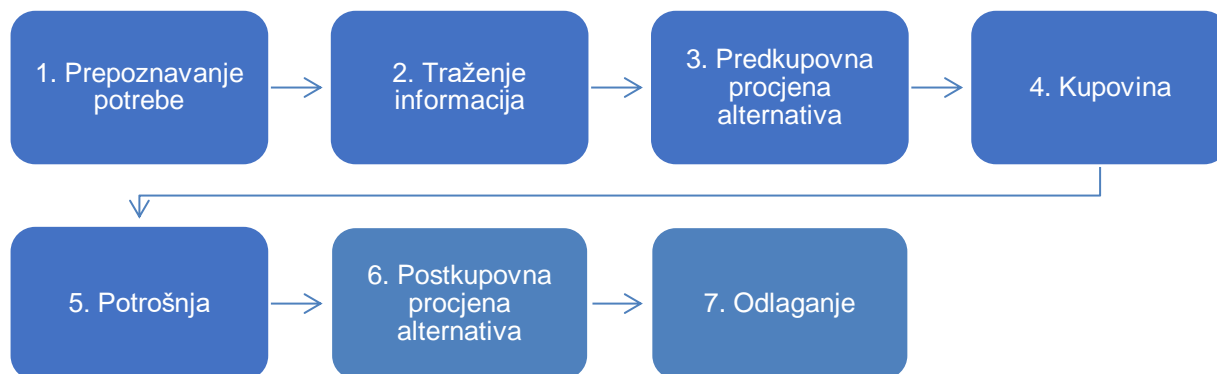 1. Prepoznavanje
potrebe
2. Traženje
informacija
3. Predkupovna
procjena
alternativa
4. Kupovina
5. Potrošnja
6. Postkupovna
procjena
alternativa
7. Odlaganje